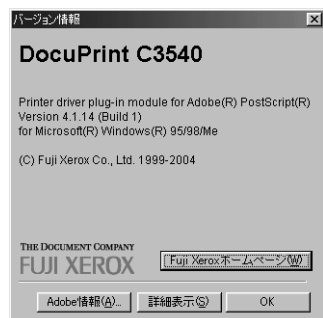 バージョン情報
DocuPrint C3540
Printer driver plug-in module for Adobe(R) PostScript(R)
Version 4.1.14 (Build 1)
for Microsoft(R) Windows(R) 95/98/Me
(C) Fuji Xerox Co., Ltd. 1999-2004
THE DOCUMENT COMPANY
FUJI XEROX
Fuji Xeroxホームページ(W)
Adobe情報(A)...
詳細表示(S)
OK